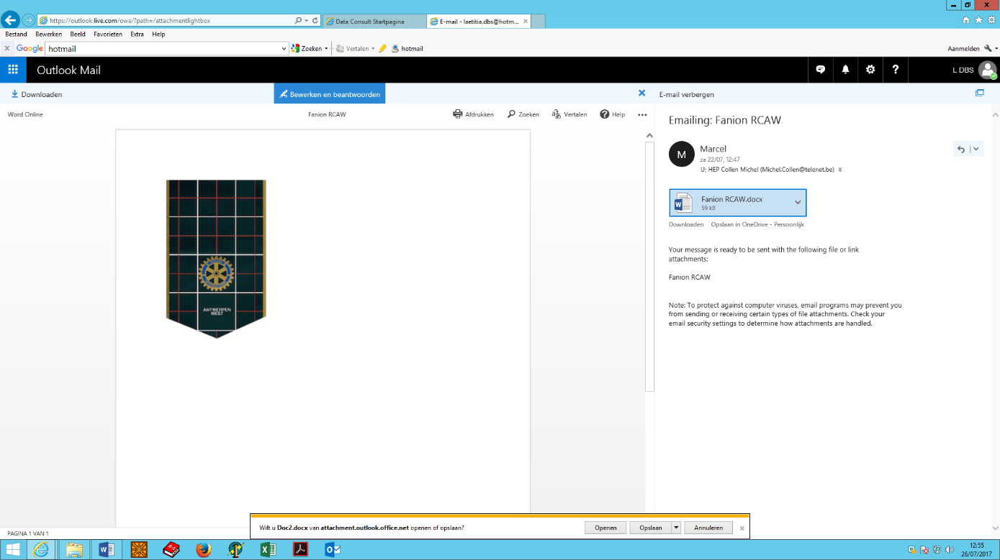 https://outlook.live.com/owa/?path=/attachmentlightbox
Data Consult Startpagina
E-mail - laetitia.dbs@hotm...
Bestand Bewerken Beeld Favorieten Extra Help
Google hotmail Zoeken Vertalen hotmail Aanmelden
Outlook Mail
L DBS
Downloaden
Bewerken en beantwoorden
E-mail verbergen
Word Online
Fanion RCAW
Afdrukken Zoeken Vertalen Help
ANTWERPEN
WEST
Emailing: Fanion RCAW
M
Marcel
za 22/07, 12:47
U; HEP Collen Michel (Michel.Collen@telenet.be)
Fanion RCAW.docx
59 kB
Downloaden Opslaan in OneDrive - Persoonlijk
Your message is ready to be sent with the following file or link
attachments:
Fanion RCAW
Note: To protect against computer viruses, email programs may prevent you
from sending or receiving certain types of file attachments. Check your
email security settings to determine how attachments are handled.
PAGINA 1 VAN 1
Wilt u Doc2.docx van attachment.outlook.office.net openen of opslaan?
Openen Opslaan Annuleren
12:55
26/07/2017